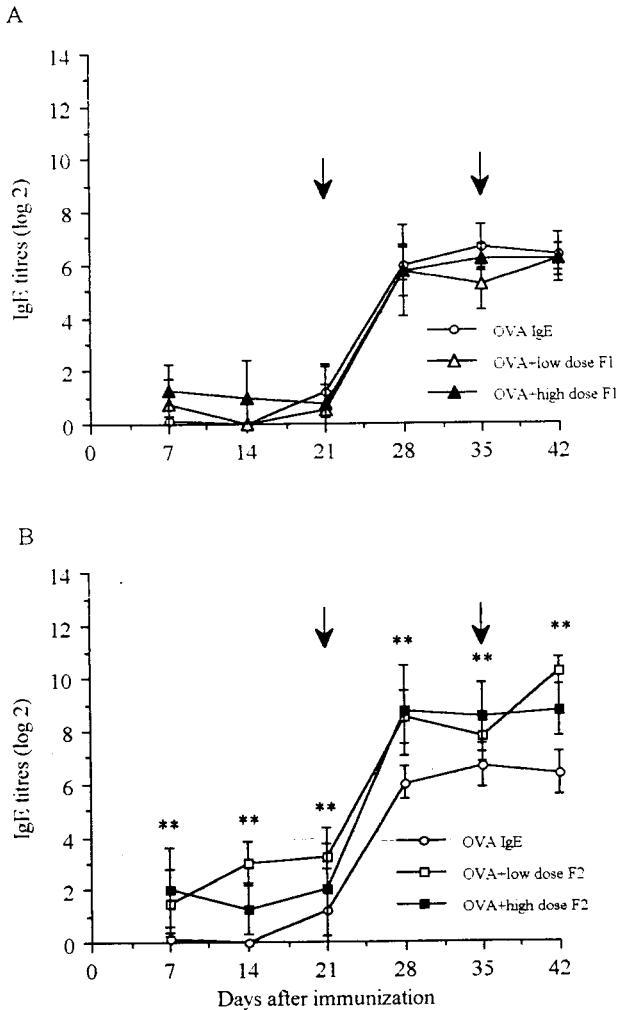 A
14
12
10
8
6
4
2
0
IgE titres (log 2)
OVA IgE
OVA+low dose F1
OVA+high dose F1
0 7 14 21 28 35 42
B
14
12
10
8
6
4
2
0
IgE titres (log 2)
** ** ** ** ** **
OVA IgE
OVA+low dose F2
OVA+high dose F2
0 7 14 21 28 35 42
Days after immunization